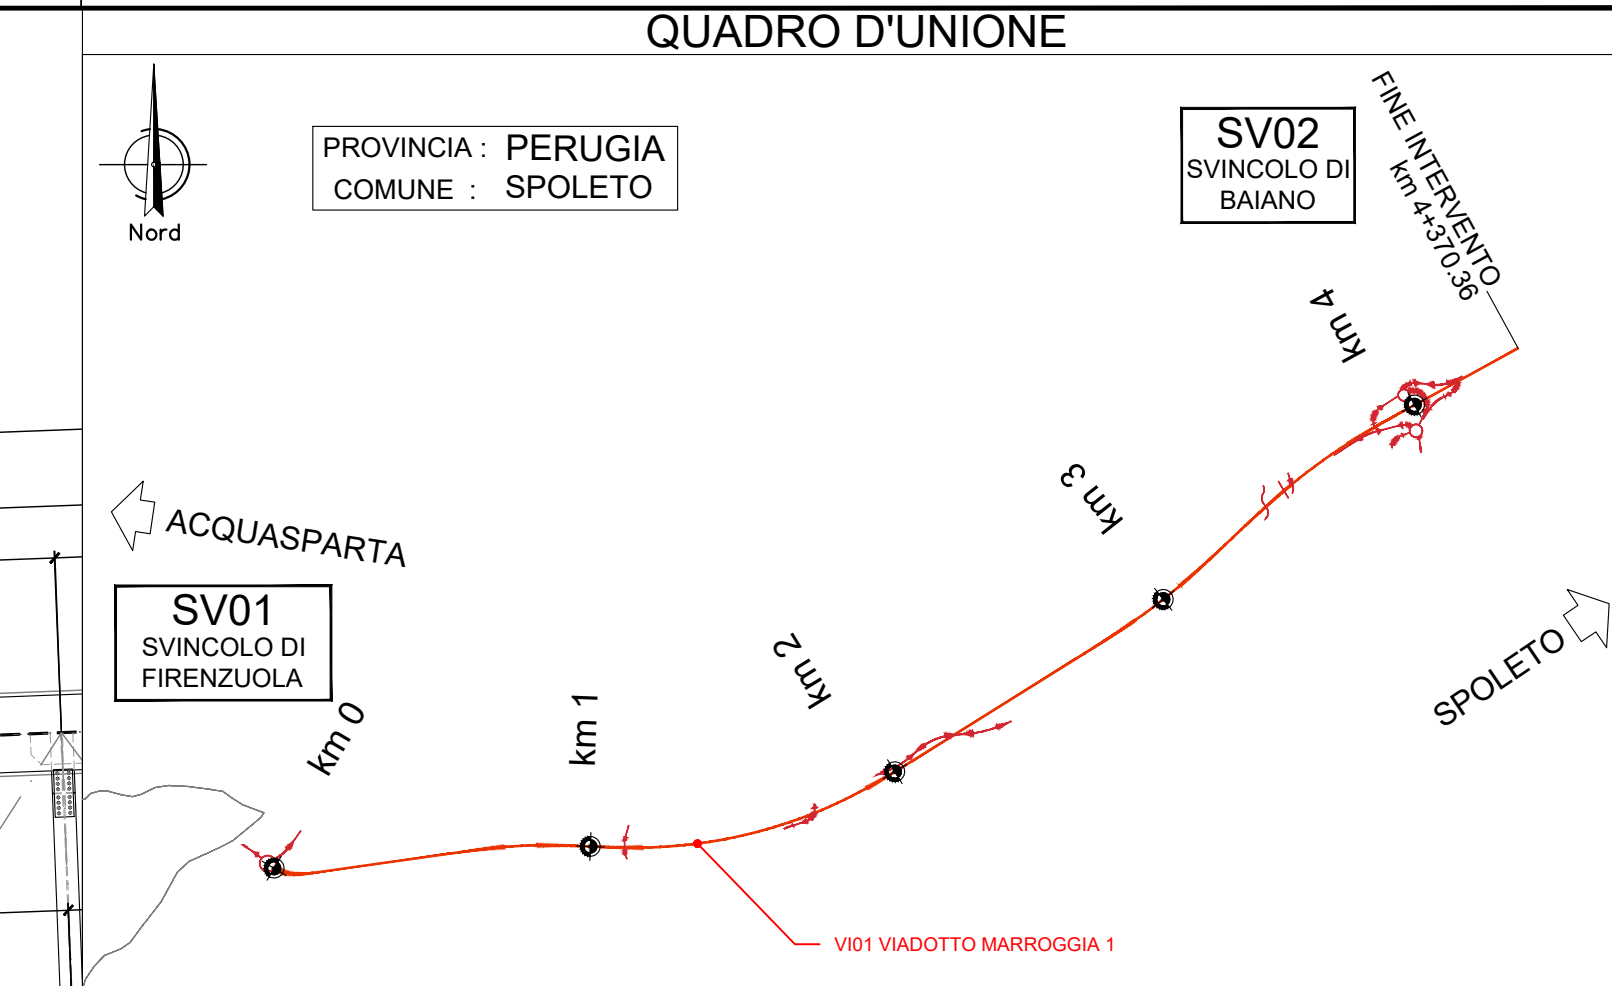 QUADRO D'UNIONE
Nord
PROVINCIA : PERUGIA
COMUNE : SPOLETO
SV02
SVINCOLO DI
BAIANO
FINE INTERVENTO
km 4+370.36
km 4
km 3
ACQUASPARTA
SV01
SVINCOLO DI
FIRENZUOLA
km 2
SPOLETO
km 1
km 0
VI01 VIADOTTO MARROGGIA 1